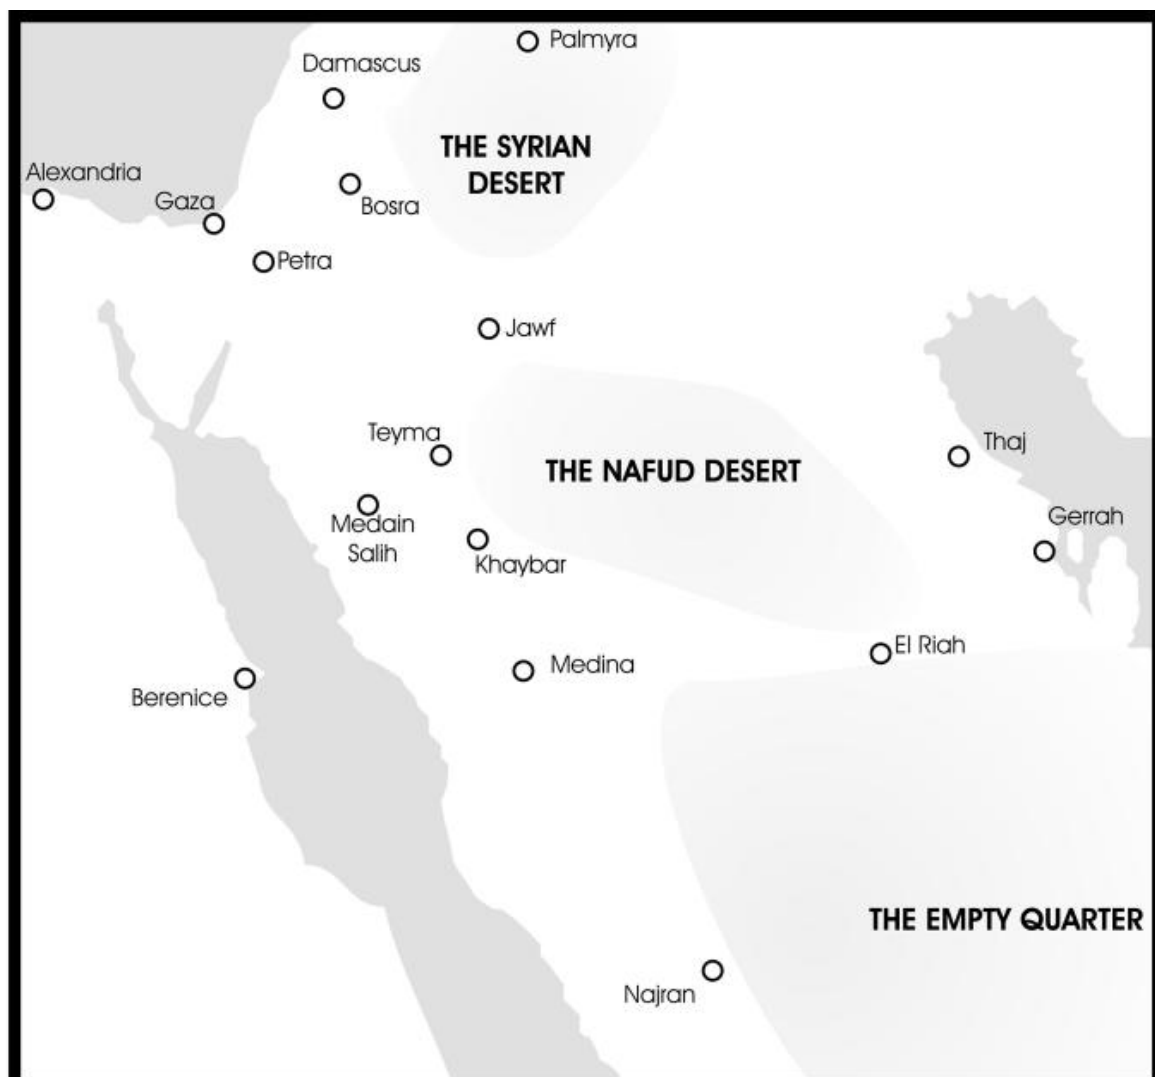 Palmyra
Damascus
THE SYRIAN
DESERT
Alexandria
Gaza
Bosra
Petra
Jawf
Teyma
Thaj
THE NAFUD DESERT
Medain
Salih
Gerrah
Khaybar
El Riah
Medina
Berenice
THE EMPTY QUARTER
Najran